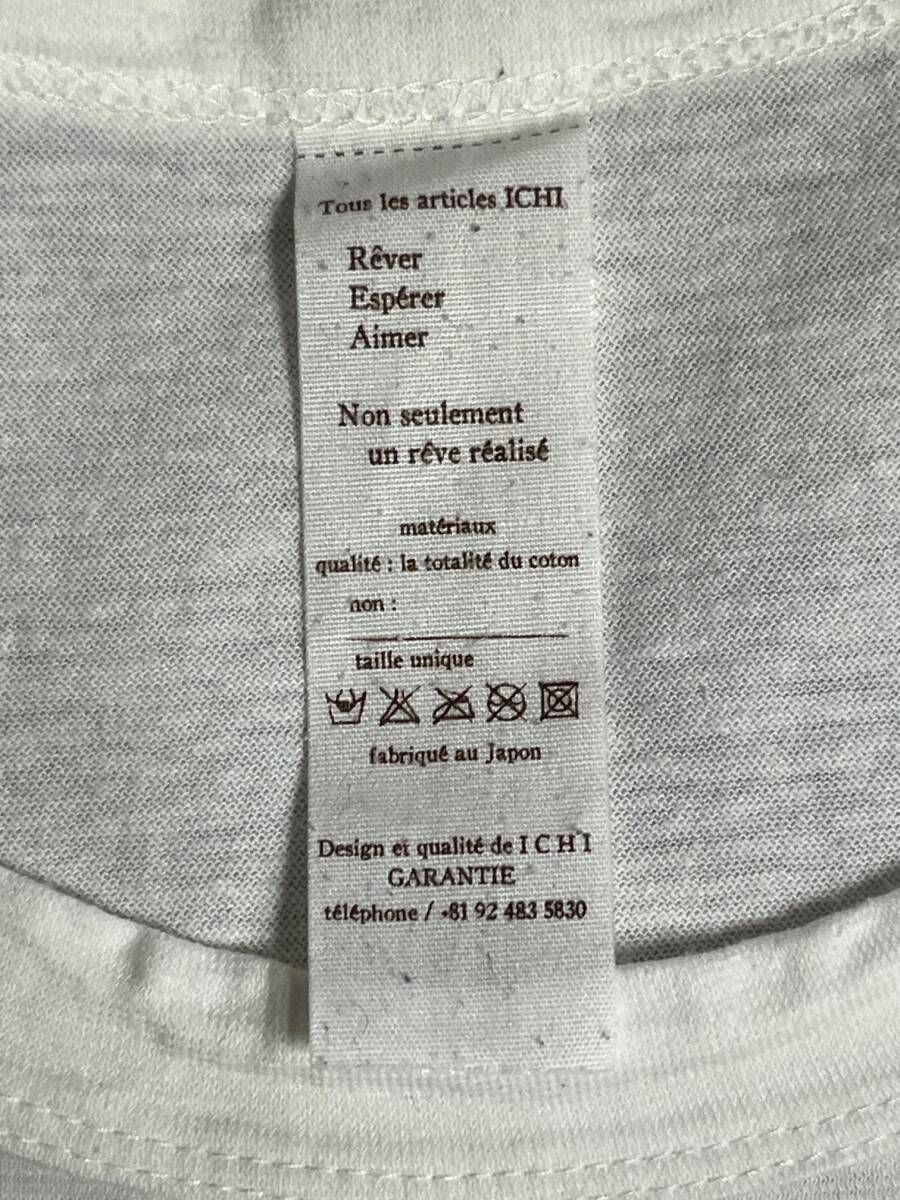 Tous les articles ICHI
Rêver
Espérer
Aimer
Non seulement
un rêve réalisé
matériaux
qualité : la totalité du coton
non :
taille unique
fabriqué au Japon
Design et qualité de I C H I
GARANTIE
téléphone / +81 92 483 5830